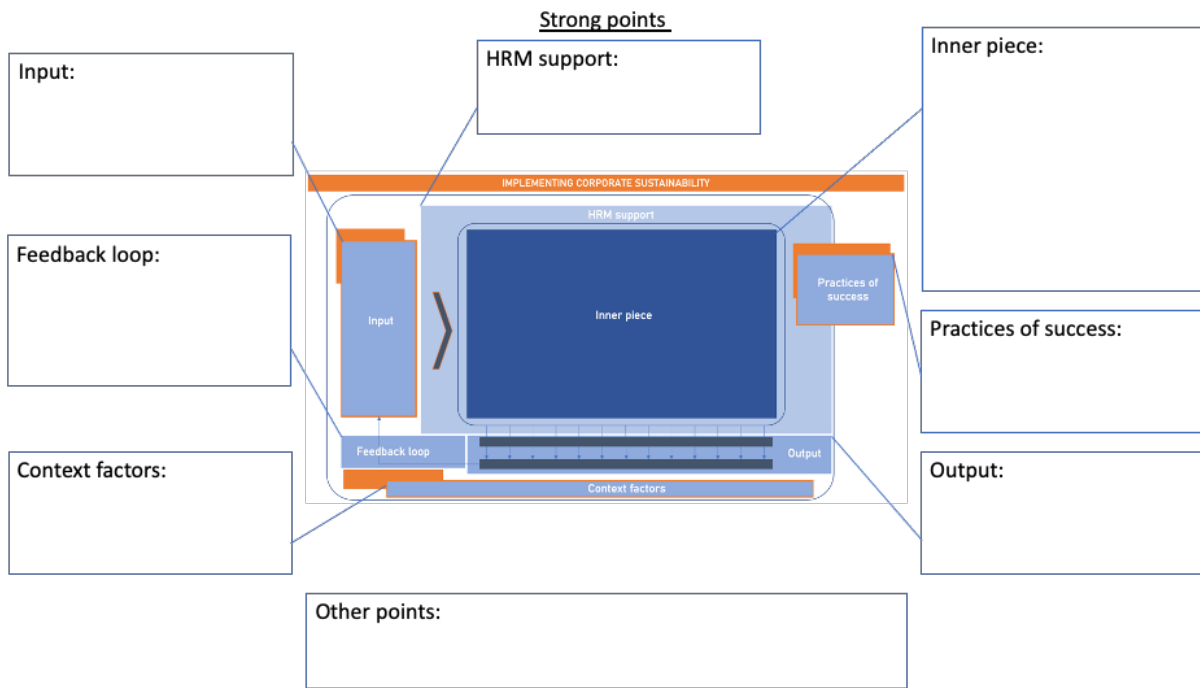 Strong points
Input:
HRM support:
Inner piece:
Feedback loop:
Practices of success:
Context factors:
Output:
Other points:
IMPLEMENTING CORPORATE SUSTAINABILITY
HRM support
Input
Inner piece
Practices of
success
Feedback loop
Output
Context factors